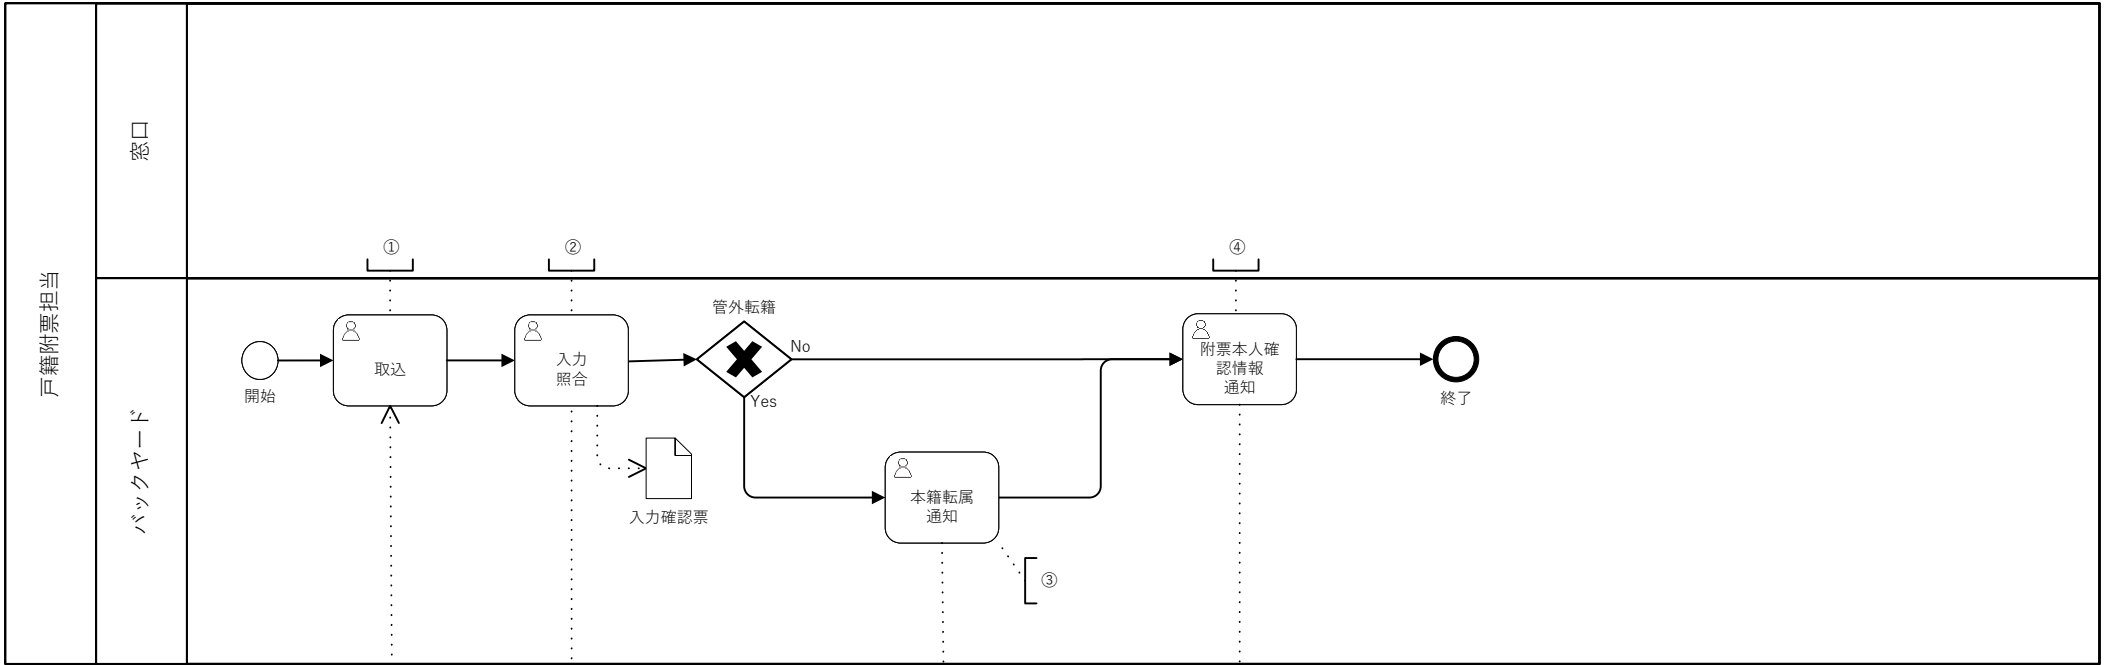 戸籍附票担当
窓口
バックヤード
①
②
④
開始
取込
入力
照合
入力確認票
管外転籍
No
Yes
本籍転属
通知
③
附票本人確
認情報
通知
終了